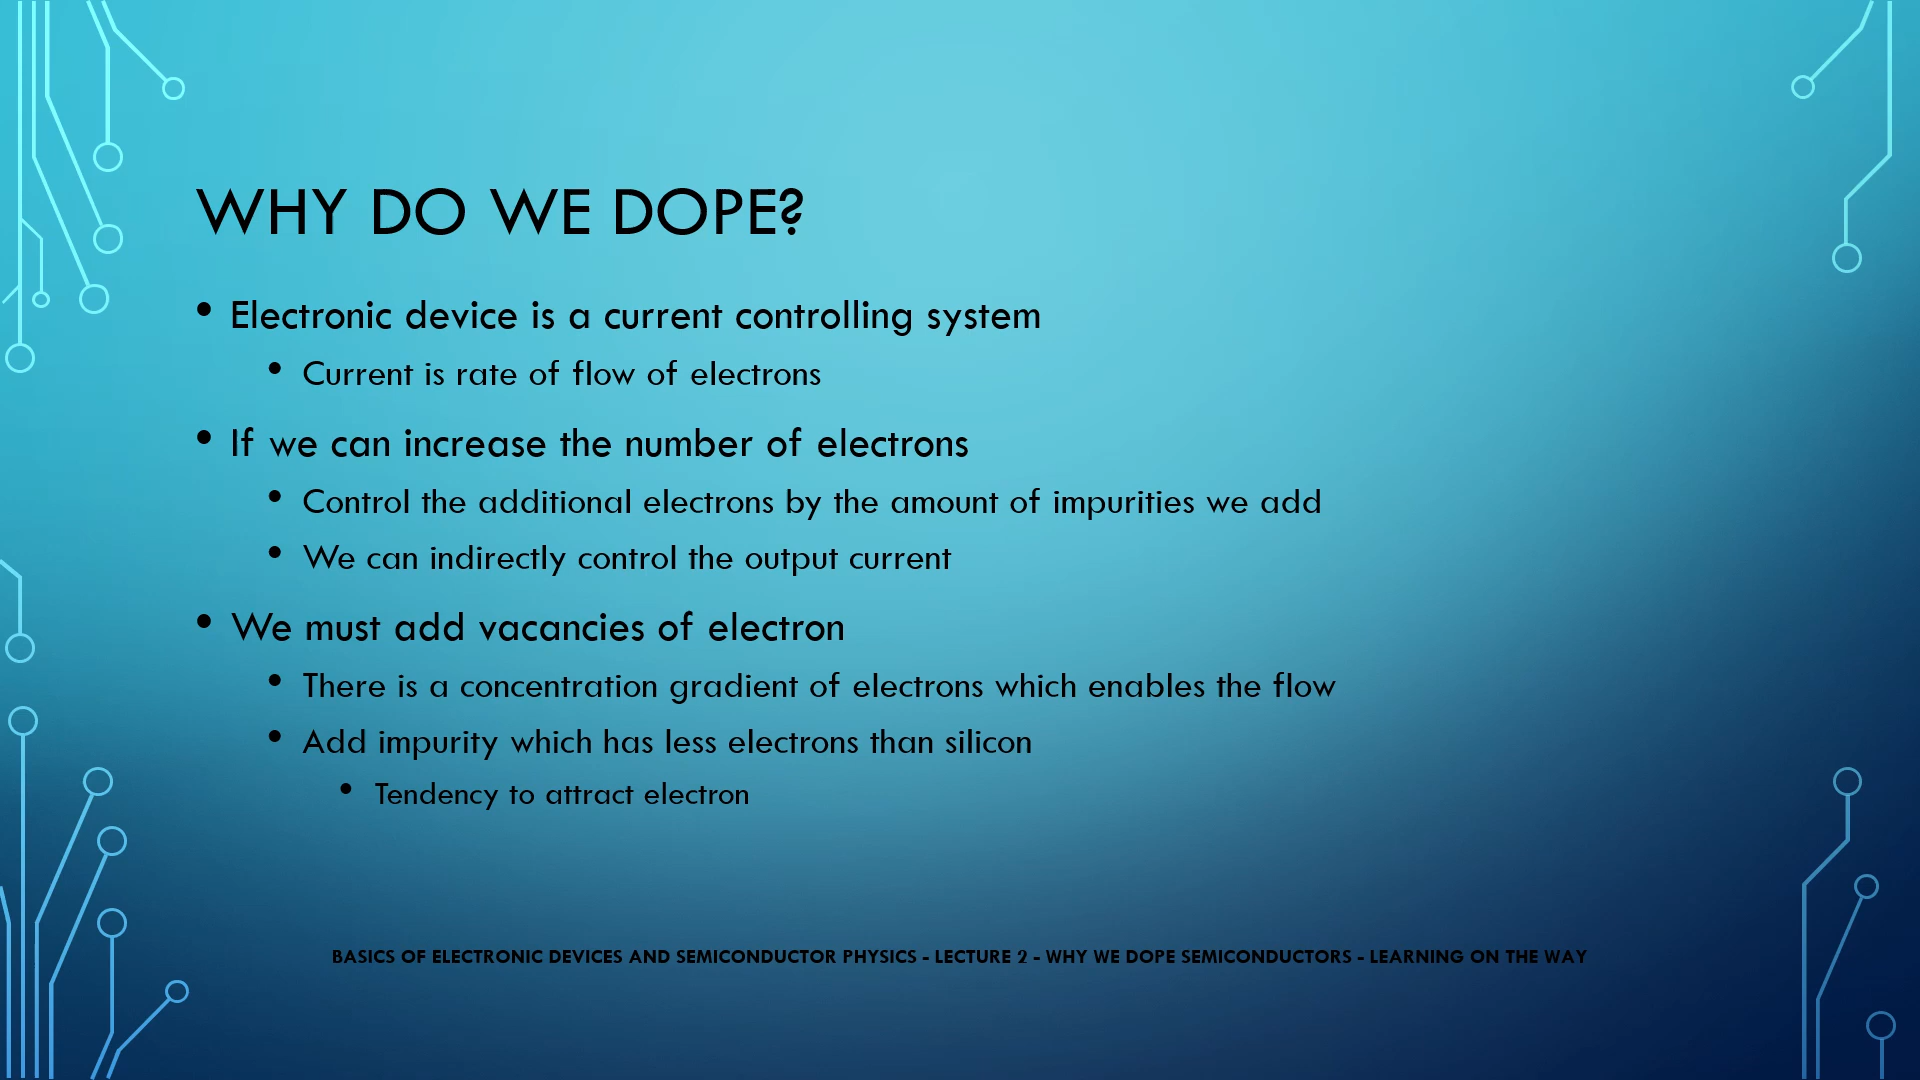 WHY DO WE DOPE?
• Electronic device is a current controlling system
• Current is rate of flow of electrons
• If we can increase the number of electrons
• Control the additional electrons by the amount of impurities we add
• We can indirectly control the output current
• We must add vacancies of electron
• There is a concentration gradient of electrons which enables the flow
• Add impurity which has less electrons than silicon
• Tendency to attract electron
BASICS OF ELECTRONIC DEVICES AND SEMICONDUCTOR PHYSICS - LECTURE 2 - WHY WE DOPE SEMICONDUCTORS - LEARNING ON THE WAY